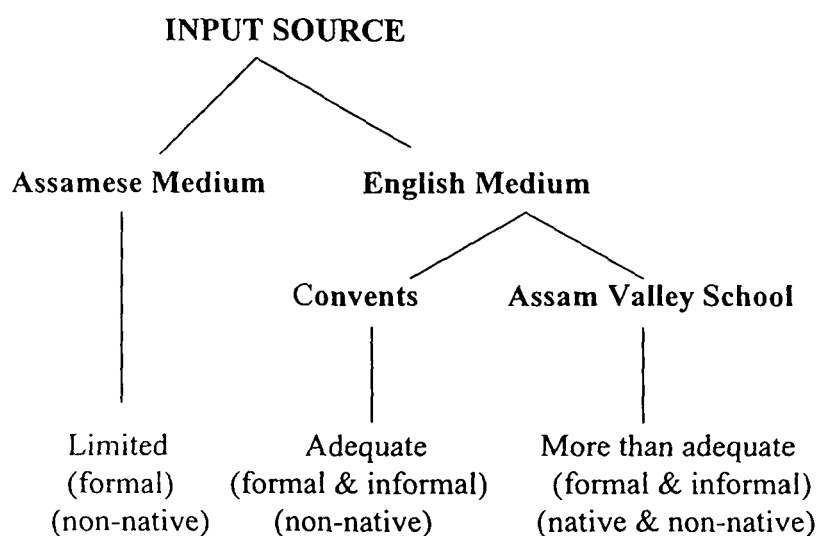 INPUT SOURCE
Assamese Medium English Medium
Convents Assam Valley School
Limited Adequate More than adequate
(formal) (formal & informal) (formal & informal)
(non-native) (non-native) (native & non-native)